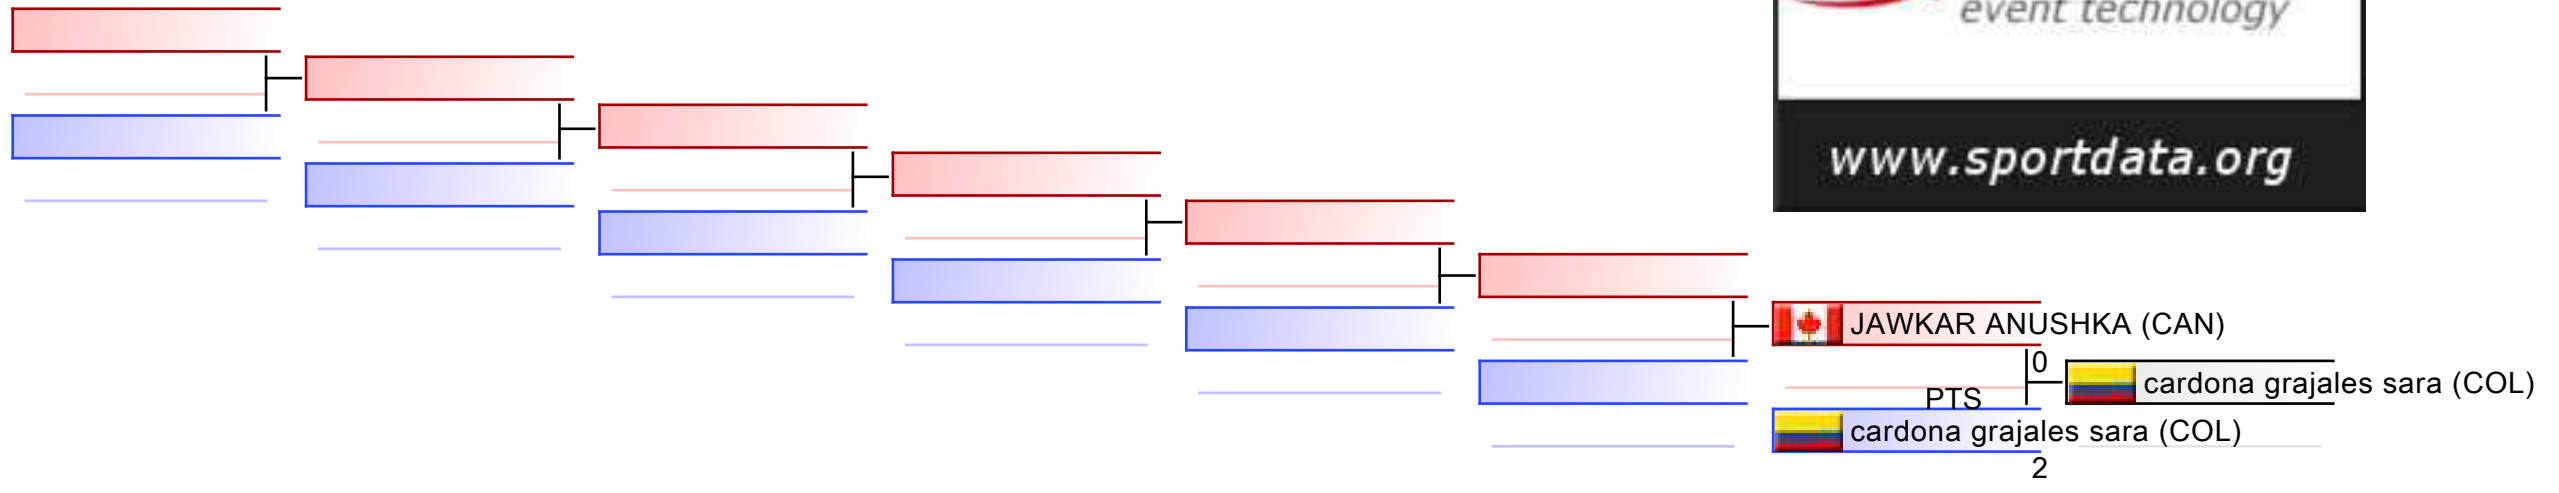 event technology
www.sportdata.org
JAWKAR ANUSHKA (CAN)
0
cardona grajales sara (COL)
PTS
cardona grajales sara (COL)
2